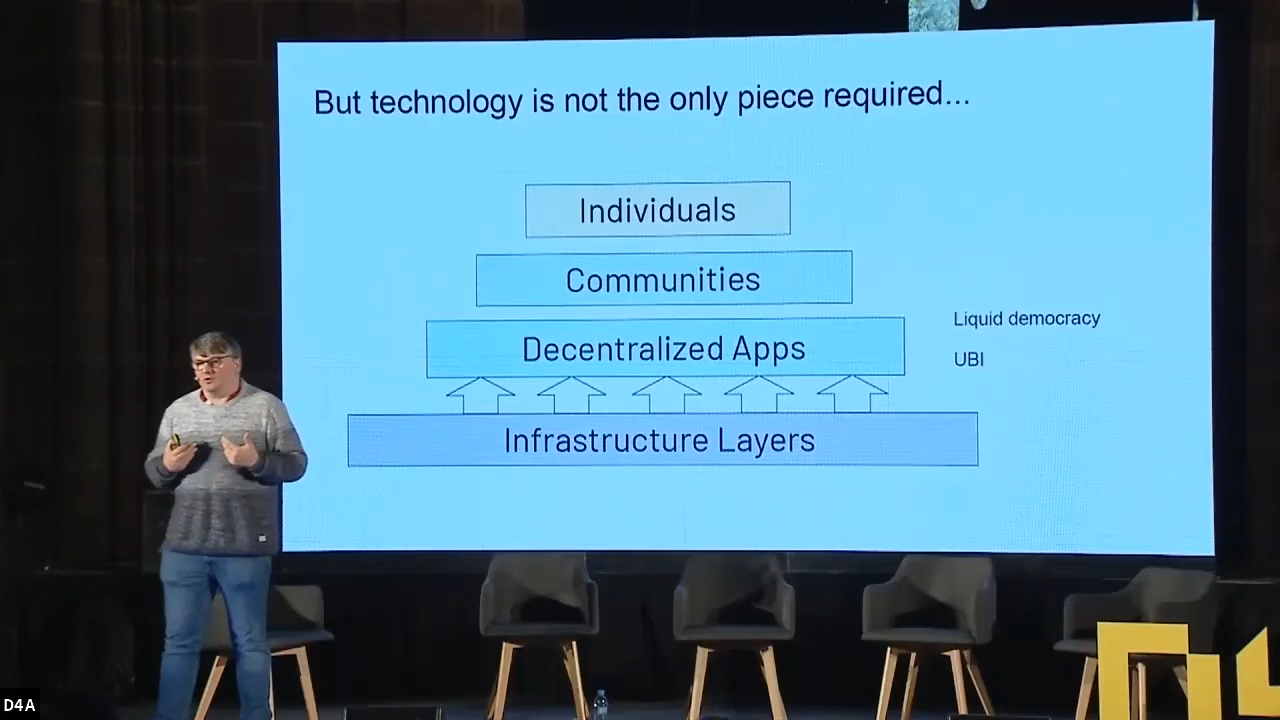 But technology is not the only piece required...
Individuals
Communities
Decentralized Apps
Liquid democracy
UBI
Infrastructure Layers
D4A